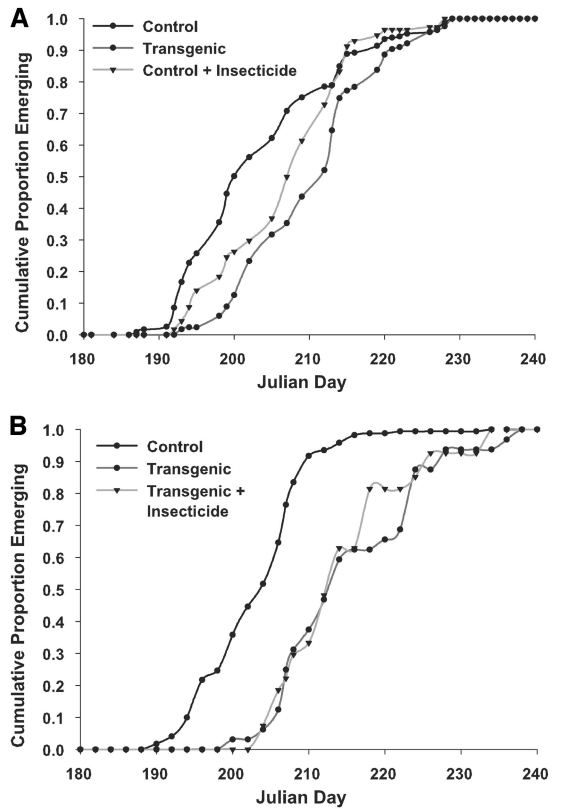 A
Control
Transgenic
Control + Insecticide
Cumulative Proportion Emerging
1.0
0.9
0.8
0.7
0.6
0.5
0.4
0.3
0.2
0.1
0.0
180 190 200 210 220 230 240
Julian Day
B
Control
Transgenic
Transgenic +
Insecticide
Cumulative Proportion Emerging
1.0
0.9
0.8
0.7
0.6
0.5
0.4
0.3
0.2
0.1
0.0
180 190 200 210 220 230 240
Julian Day